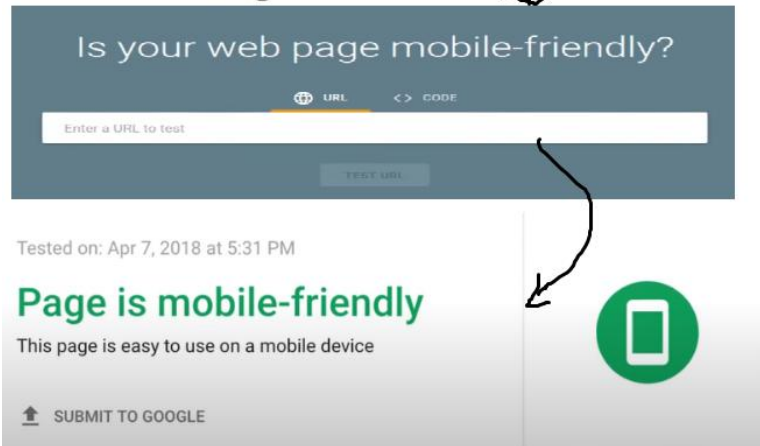 Is your web page mobile-friendly?
URL <> CODE
Enter a URL to test
TEST URL
Tested on: Apr 7, 2018 at 5:31 PM
Page is mobile-friendly
This page is easy to use on a mobile device
SUBMIT TO GOOGLE